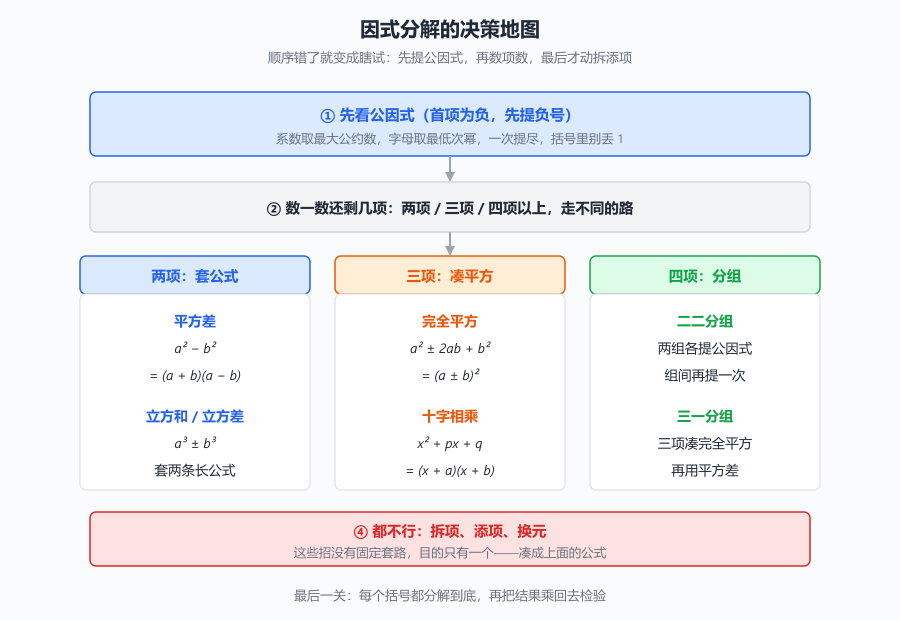 因式分解的决策地图
顺序错了就变成瞎试：先提公因式，再数项数，最后才动拆添项
① 先看公因式（首项为负，先提负号）
系数取最大公约数，字母取最低次幂，一次提尽，括号里别丢 1
② 数一数还剩几项：两项 / 三项 / 四项以上，走不同的路
两项：套公式
平方差
a² − b²
= (a + b)(a − b)
立方和 / 立方差
a³ ± b³
套两条长公式
三项：凑平方
完全平方
a² ± 2ab + b²
= (a ± b)²
十字相乘
x² + px + q
= (x + a)(x + b)
四项：分组
二二分组
两组各提公因式
组间再提一次
三一分组
三项凑完全平方
再用平方差
④ 都不行：拆项、添项、换元
这些招没有固定套路，目的只有一个——凑成上面的公式
最后一关：每个括号都分解到底，再把结果乘回去检验